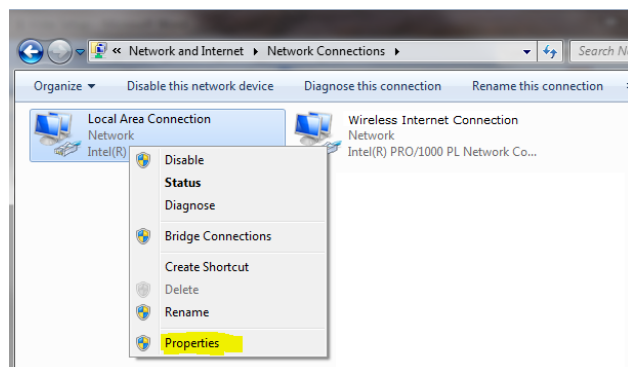 « Network and Internet ▸ Network Connections ▸
Search N
Organize ▾ Disable this network device Diagnose this connection Rename this connection
Local Area Connection
Network
Intel(R)
Wireless Internet Connection
Network
Intel(R) PRO/1000 PL Network Co...
Disable
Status
Diagnose
Bridge Connections
Create Shortcut
Delete
Rename
Properties